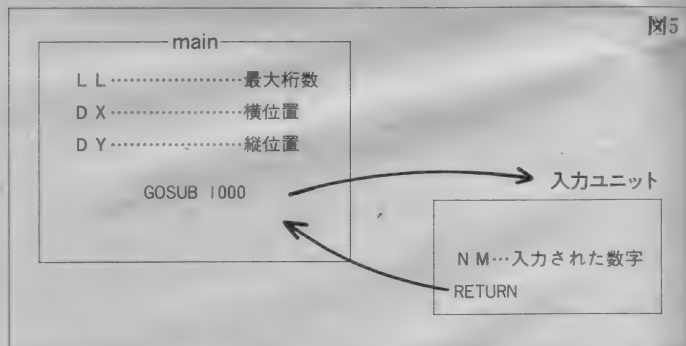 図5
main
LL…………………最大桁数
DX…………………横位置
DY…………………縦位置
GOSUB 1000
入力ユニット
NM…入力された数字
RETURN